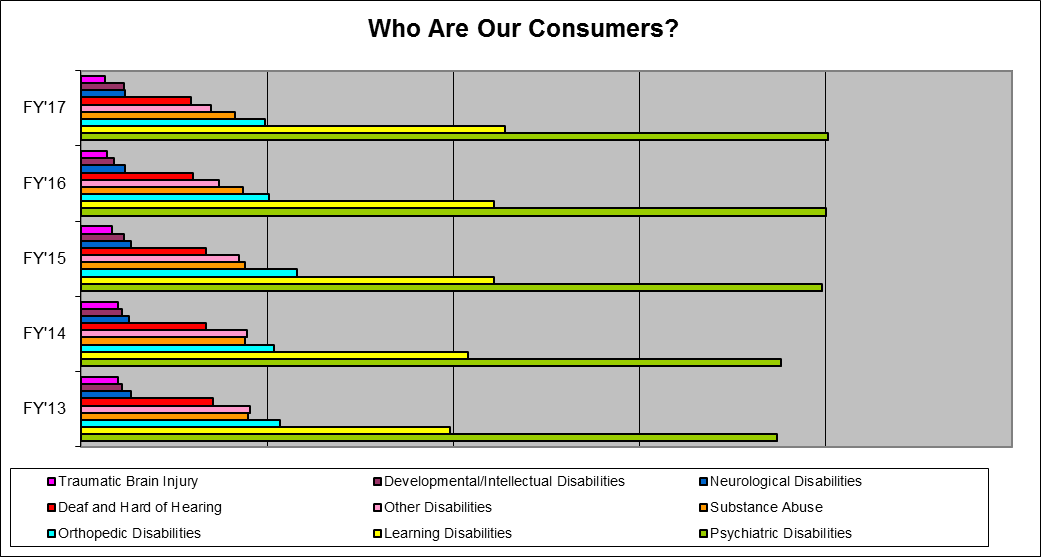 Who Are Our Consumers?
FY'17
FY'16
FY'15
FY'14
FY'13
Traumatic Brain Injury
Developmental/Intellectual Disabilities
Neurological Disabilities
Deaf and Hard of Hearing
Other Disabilities
Substance Abuse
Orthopedic Disabilities
Learning Disabilities
Psychiatric Disabilities